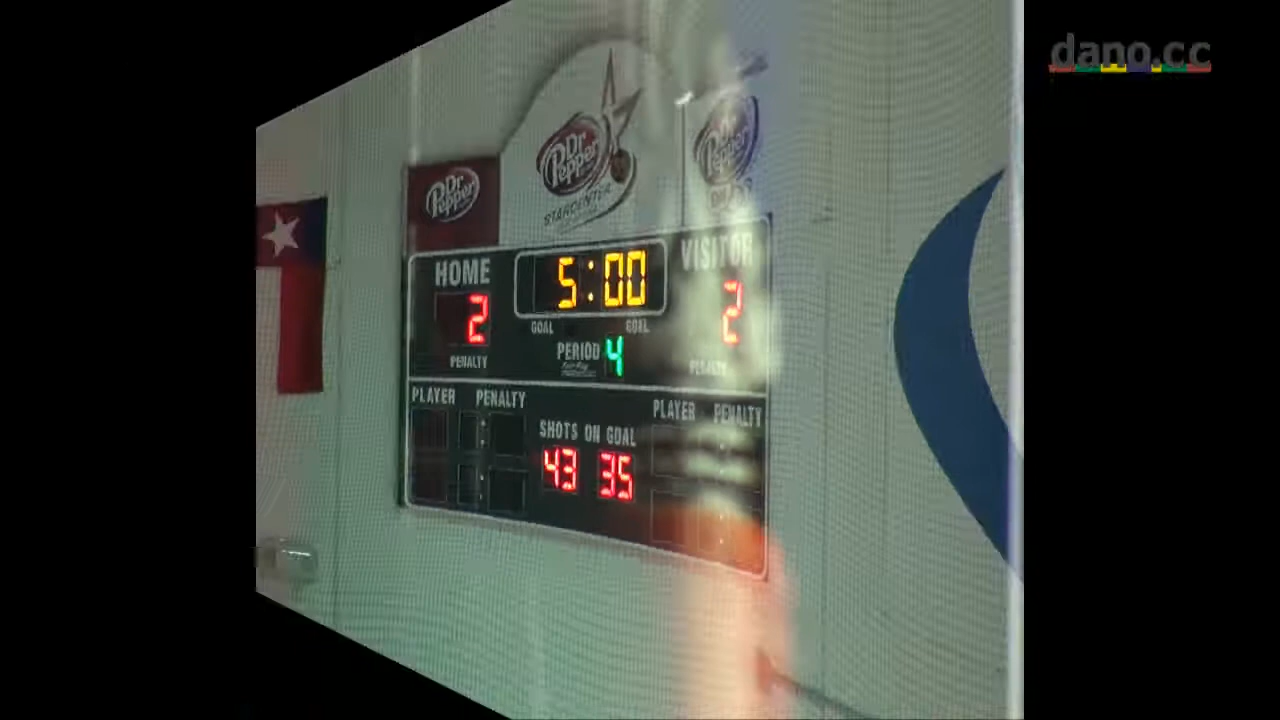 dano.cc
Dr Pepper
Dr Pepper
STARCENTER
Dr Pepper
HOME
5:00
VISITOR
2
2
GOAL
GOAL
PERIOD 4
PENALTY
PENALTY
PLAYER PENALTY
PLAYER PENALTY
SHOTS ON GOAL
43 35